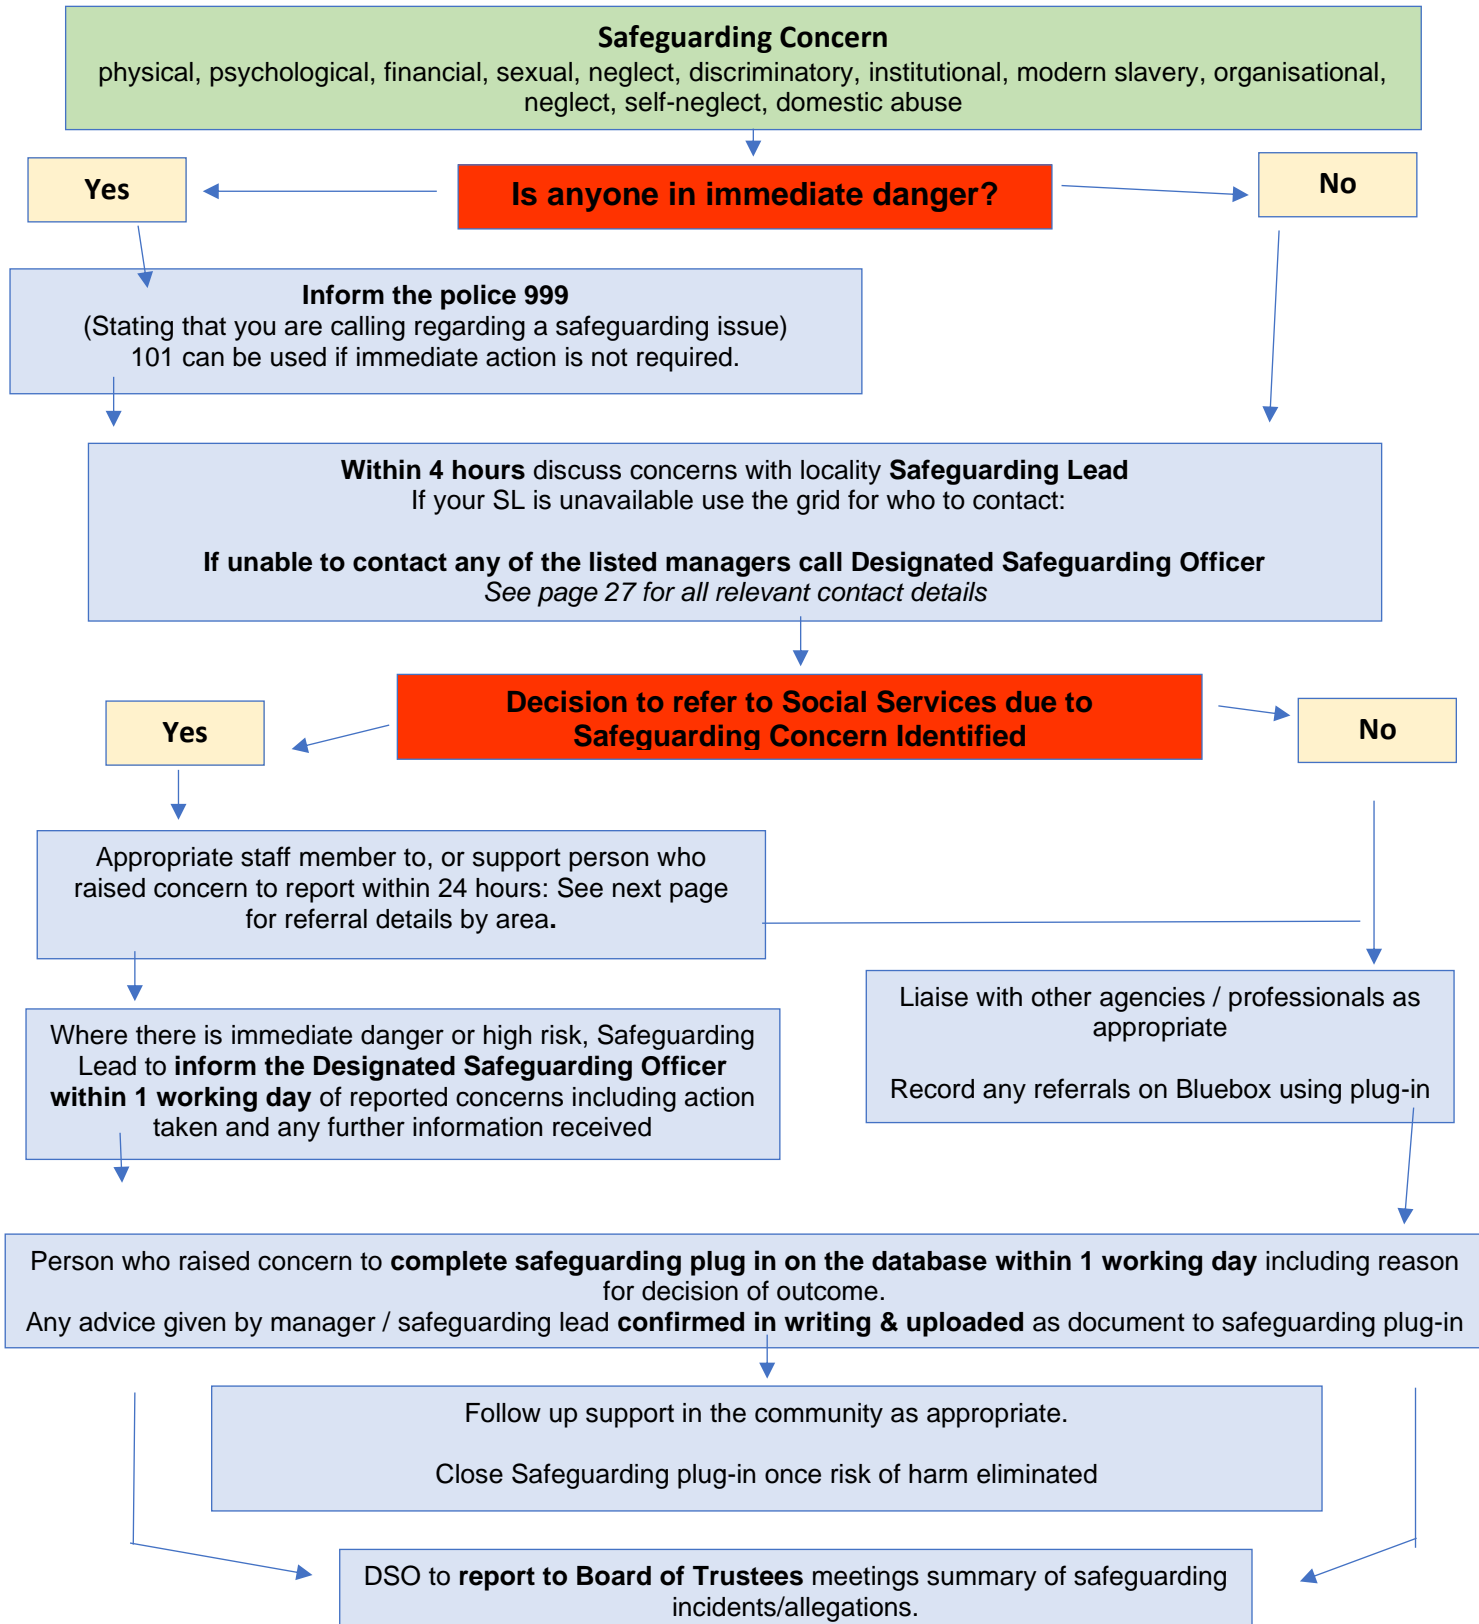 Safeguarding Concern
physical, psychological, financial, sexual, neglect, discriminatory, institutional, modern slavery, organisational,
neglect, self-neglect, domestic abuse
Yes
Is anyone in immediate danger?
No
Inform the police 999
(Stating that you are calling regarding a safeguarding issue)
101 can be used if immediate action is not required.
Within 4 hours discuss concerns with locality Safeguarding Lead
If your SL is unavailable use the grid for who to contact:
If unable to contact any of the listed managers call Designated Safeguarding Officer
See page 27 for all relevant contact details
Decision to refer to Social Services due to
Safeguarding Concern Identified
Yes
No
Appropriate staff member to, or support person who
raised concern to report within 24 hours: See next page
for referral details by area.
Where there is immediate danger or high risk, Safeguarding
Lead to inform the Designated Safeguarding Officer
within 1 working day of reported concerns including action
taken and any further information received
Liaise with other agencies / professionals as
appropriate
Record any referrals on Bluebox using plug-in
Person who raised concern to complete safeguarding plug in on the database within 1 working day including reason
for decision of outcome.
Any advice given by manager / safeguarding lead confirmed in writing & uploaded as document to safeguarding plug-in
Follow up support in the community as appropriate.
Close Safeguarding plug-in once risk of harm eliminated
DSO to report to Board of Trustees meetings summary of safeguarding
incidents/allegations.